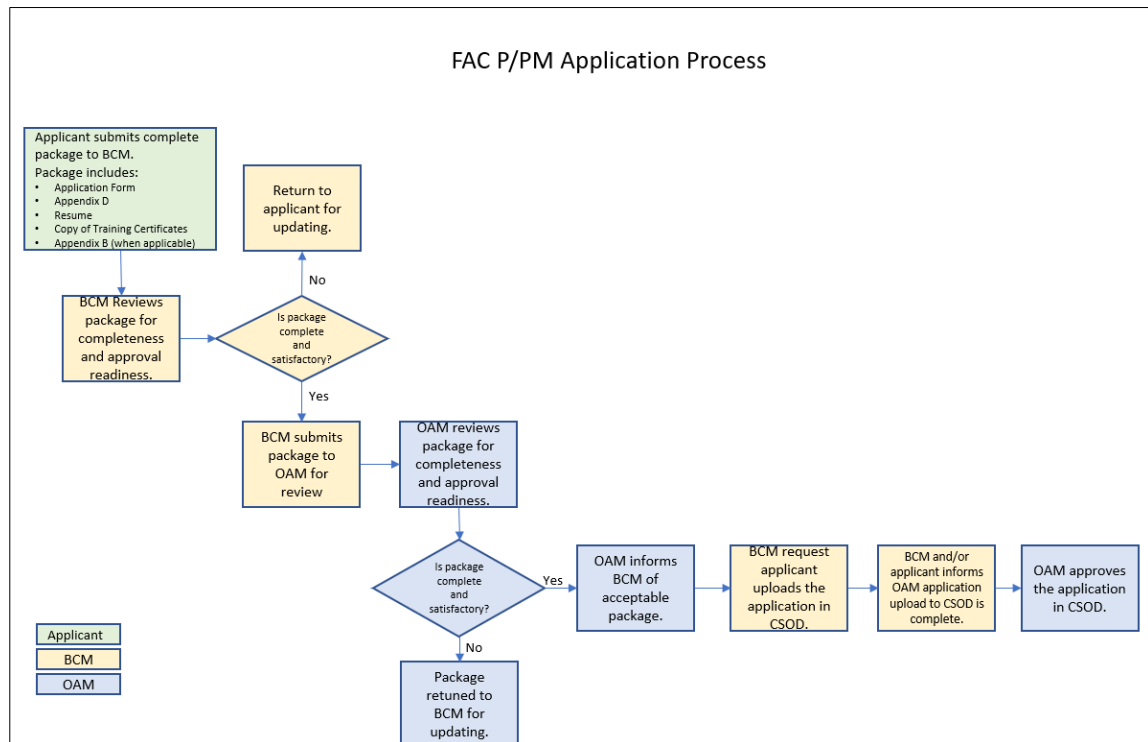 FAC P/PM Application Process
Applicant submits complete
package to BCM.
Package includes:
• Application Form
• Appendix D
• Resume
• Copy of Training Certificates
• Appendix B (when applicable)
Return to
applicant for
updating.
No
BCM Reviews
package for
completeness
and approval
readiness.
Is package
complete
and
satisfactory?
Yes
BCM submits
package to
OAM for
review
OAM reviews
package for
completeness
and approval
readiness.
Is package
complete
and
satisfactory?
Yes
OAM informs
BCM of
acceptable
package.
BCM request
applicant
uploads the
application in
CSOD.
BCM and/or
applicant informs
OAM application
upload to CSOD is
complete.
OAM approves
the application
in CSOD.
No
Package
retuned to
BCM for
updating.
Applicant
BCM
OAM